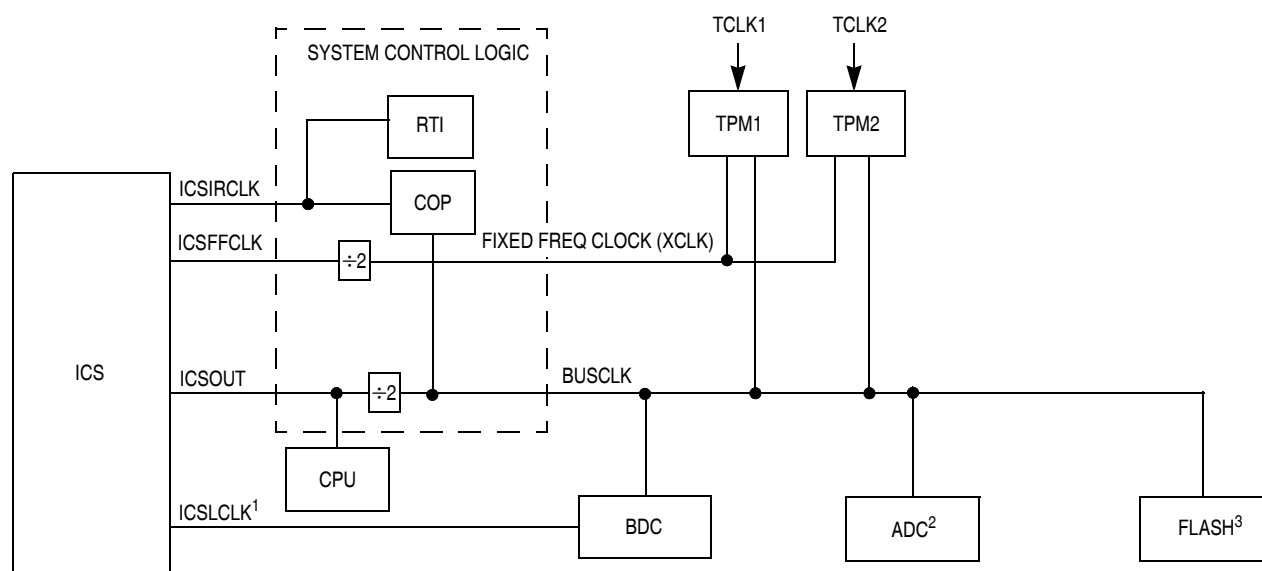 TCLK1
TCLK2
SYSTEM CONTROL LOGIC
RTI
TPM1
TPM2
ICSIRCLK
COP
ICSFFCLK
÷2
FIXED FREQ CLOCK (XCLK)
ICS
ICSOUT
÷2
BUSCLK
CPU
ICSLCLK¹
BDC
ADC²
FLASH³